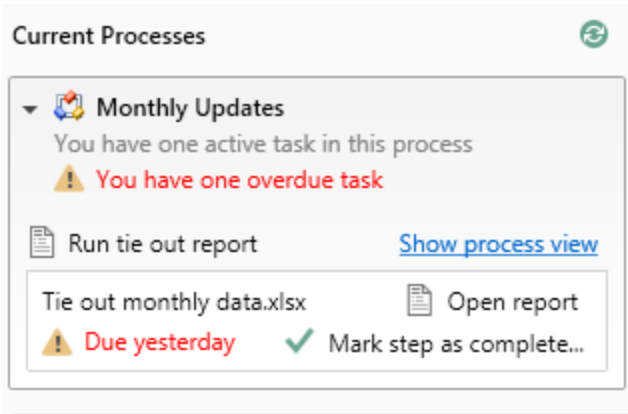 Current Processes
Monthly Updates
You have one active task in this process
You have one overdue task
Run tie out report Show process view
Tie out monthly data.xlsx Open report
Due yesterday Mark step as complete...